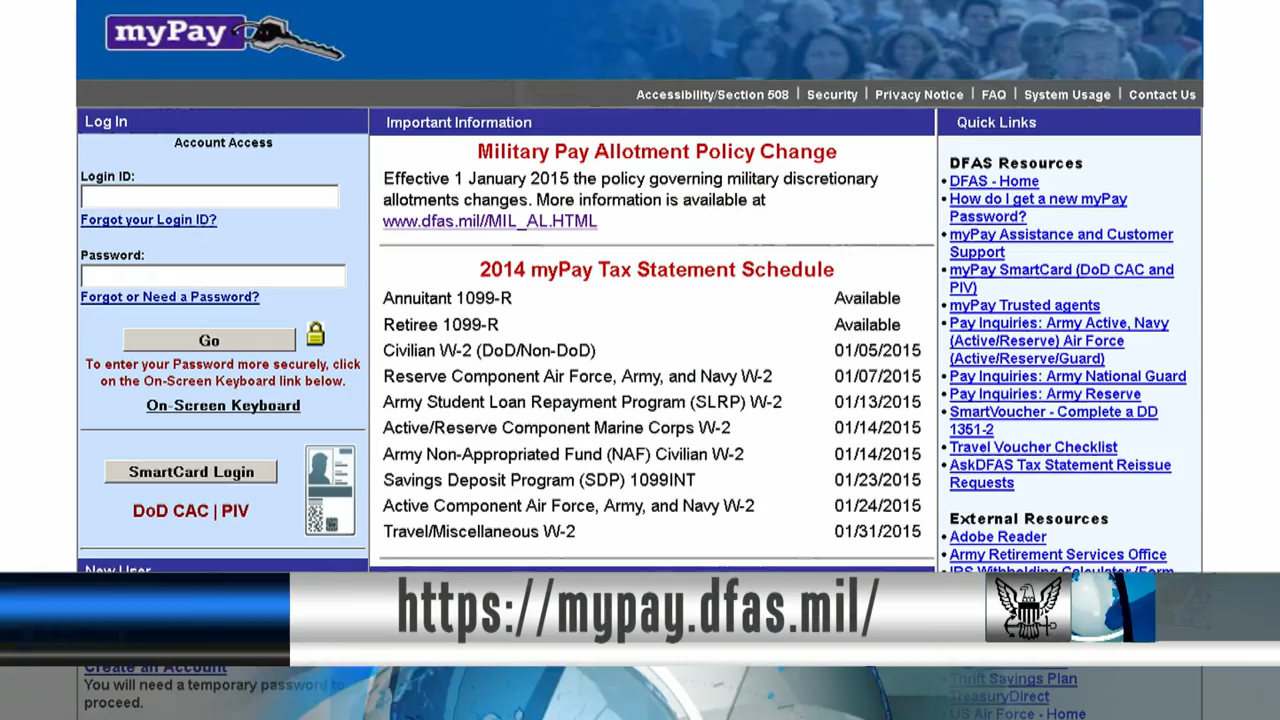 myPay
Accessibility/Section 508 | Security | Privacy Notice | FAQ | System Usage | Contact Us
Log In
Account Access
Login ID:
Forgot your Login ID?
Password:
Forgot or Need a Password?
Go
To enter your Password more securely, click
on the On-Screen Keyboard link below.
On-Screen Keyboard
SmartCard Login
DoD CAC | PIV
New User
Create an Account
You will need a temporary password to
proceed.
Important Information
Military Pay Allotment Policy Change
Effective 1 January 2015 the policy governing military discretionary
allotments changes. More information is available at
www.dfas.mil//MIL_AL.HTML
2014 myPay Tax Statement Schedule
Annuitant 1099-R Available
Retiree 1099-R Available
Civilian W-2 (DoD/Non-DoD) 01/05/2015
Reserve Component Air Force, Army, and Navy W-2 01/07/2015
Army Student Loan Repayment Program (SLRP) W-2 01/13/2015
Active/Reserve Component Marine Corps W-2 01/14/2015
Army Non-Appropriated Fund (NAF) Civilian W-2 01/14/2015
Savings Deposit Program (SDP) 1099INT 01/23/2015
Active Component Air Force, Army, and Navy W-2 01/24/2015
Travel/Miscellaneous W-2 01/31/2015
Quick Links
DFAS Resources
• DFAS - Home
• How do I get a new myPay
Password?
• myPay Assistance and Customer
Support
• myPay SmartCard (DoD CAC and
PIV)
• myPay Trusted agents
• Pay Inquiries: Army Active, Navy
(Active/Reserve) Air Force
(Active/Reserve/Guard)
• Pay Inquiries: Army National Guard
• Pay Inquiries: Army Reserve
• SmartVoucher - Complete a DD
1351-2
• Travel Voucher Checklist
• AskDFAS Tax Statement Reissue
Requests
External Resources
• Adobe Reader
• Army Retirement Services Office
• IRS Withholding Calculator (Form
• Thrift Savings Plan
• TreasuryDirect
• US Air Force - Home
https://mypay.dfas.mil/